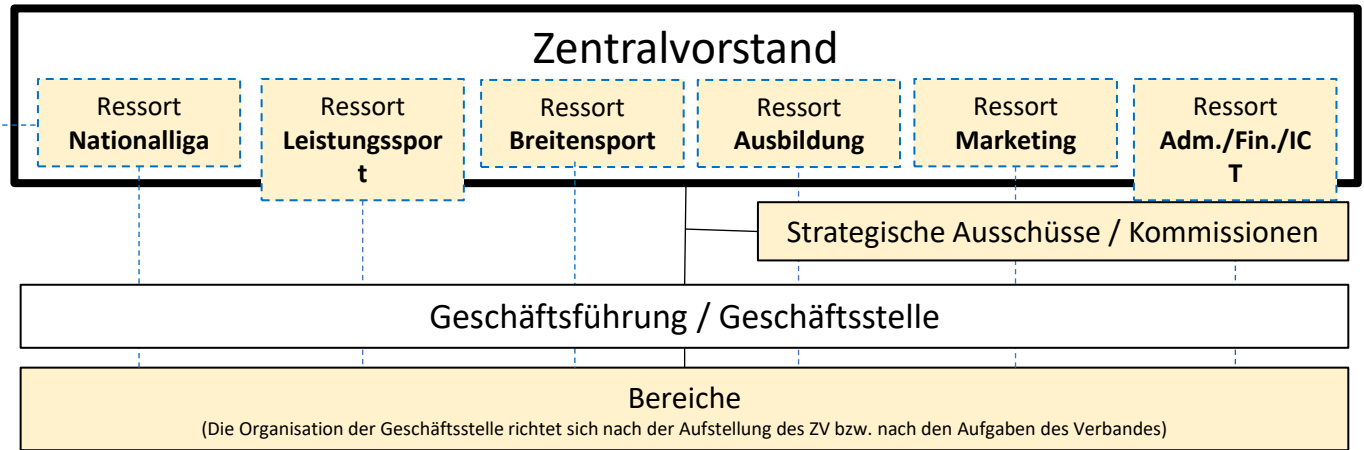 Zentralvorstand
Ressort
Nationalliga
Ressort
Leistungsspor
t
Ressort
Breitensport
Ressort
Ausbildung
Ressort
Marketing
Ressort
Adm./Fin./IC
T
Strategische Ausschüsse / Kommissionen
Geschäftsführung / Geschäftsstelle
Bereiche
(Die Organisation der Geschäftsstelle richtet sich nach der Aufstellung des ZV bzw. nach den Aufgaben des Verbandes)